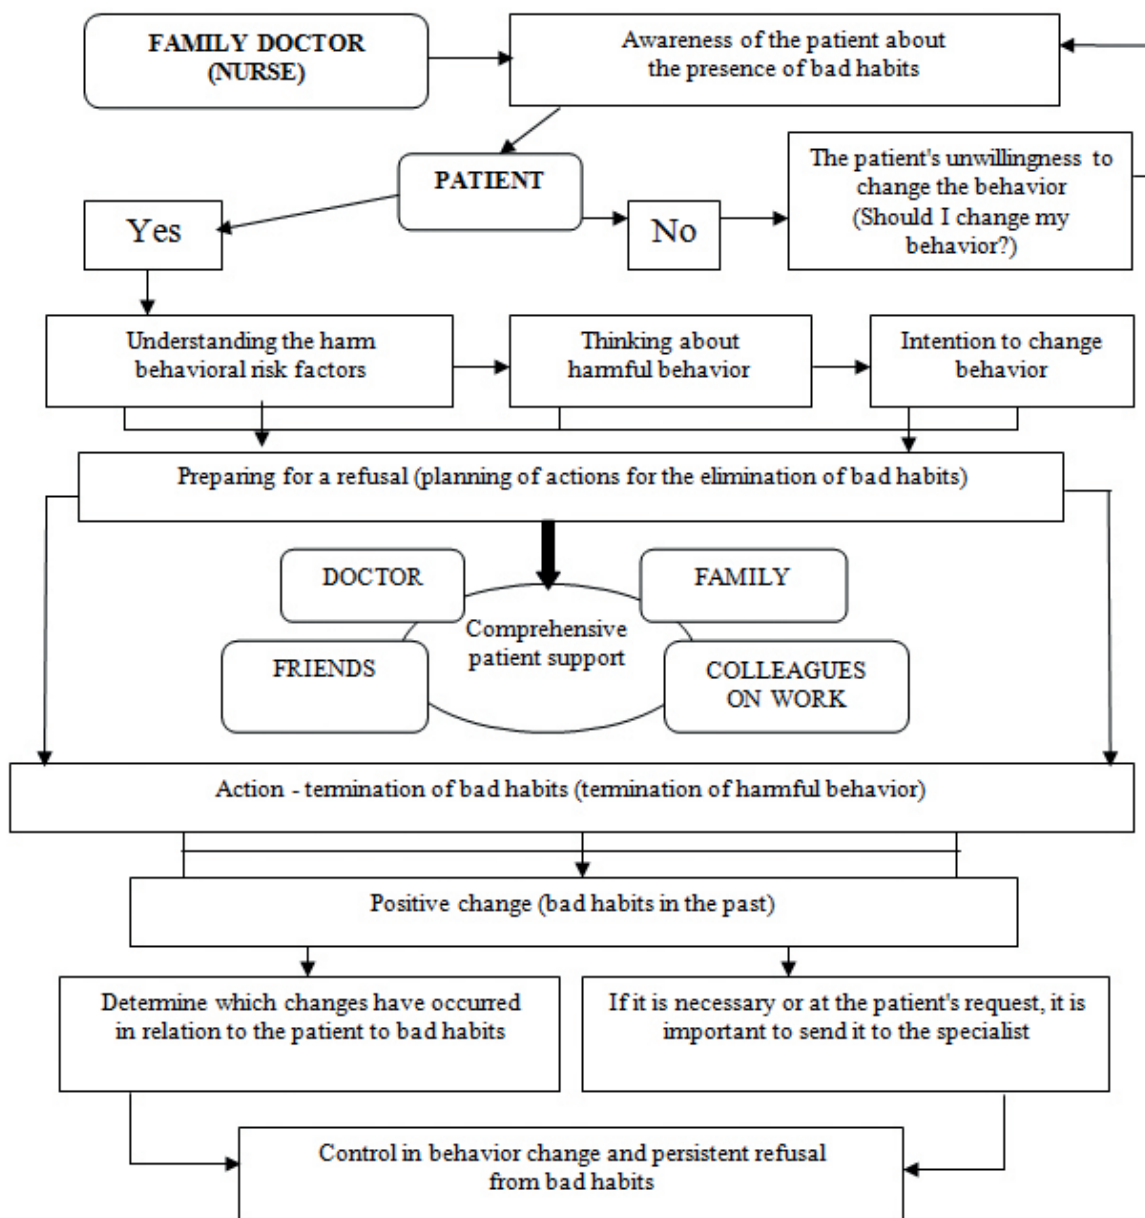 FAMILY DOCTOR
(NURSE)
Awareness of the patient about
the presence of bad habits
PATIENT
The patient's unwillingness to
change the behavior
(Should I change my
behavior?)
Yes
No
Understanding the harm
behavioral risk factors
Thinking about
harmful behavior
Intention to change
behavior
Preparing for a refusal (planning of actions for the elimination of bad habits)
DOCTOR
FAMILY
Comprehensive
patient support
FRIENDS
COLLEAGUES
ON WORK
Action - termination of bad habits (termination of harmful behavior)
Positive change (bad habits in the past)
Determine which changes have occurred
in relation to the patient to bad habits
If it is necessary or at the patient's request, it is
important to send it to the specialist
Control in behavior change and persistent refusal
from bad habits